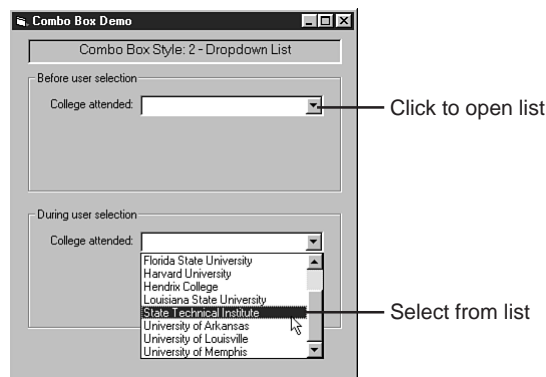 Combo Box Demo
Combo Box Style: 2 - Dropdown List
Before user selection
College attended:
Click to open list
During user selection
College attended:
Florida State University
Harvard University
Hendrix College
Louisiana State University
State Technical Institute
Select from list
University of Arkansas
University of Louisville
University of Memphis